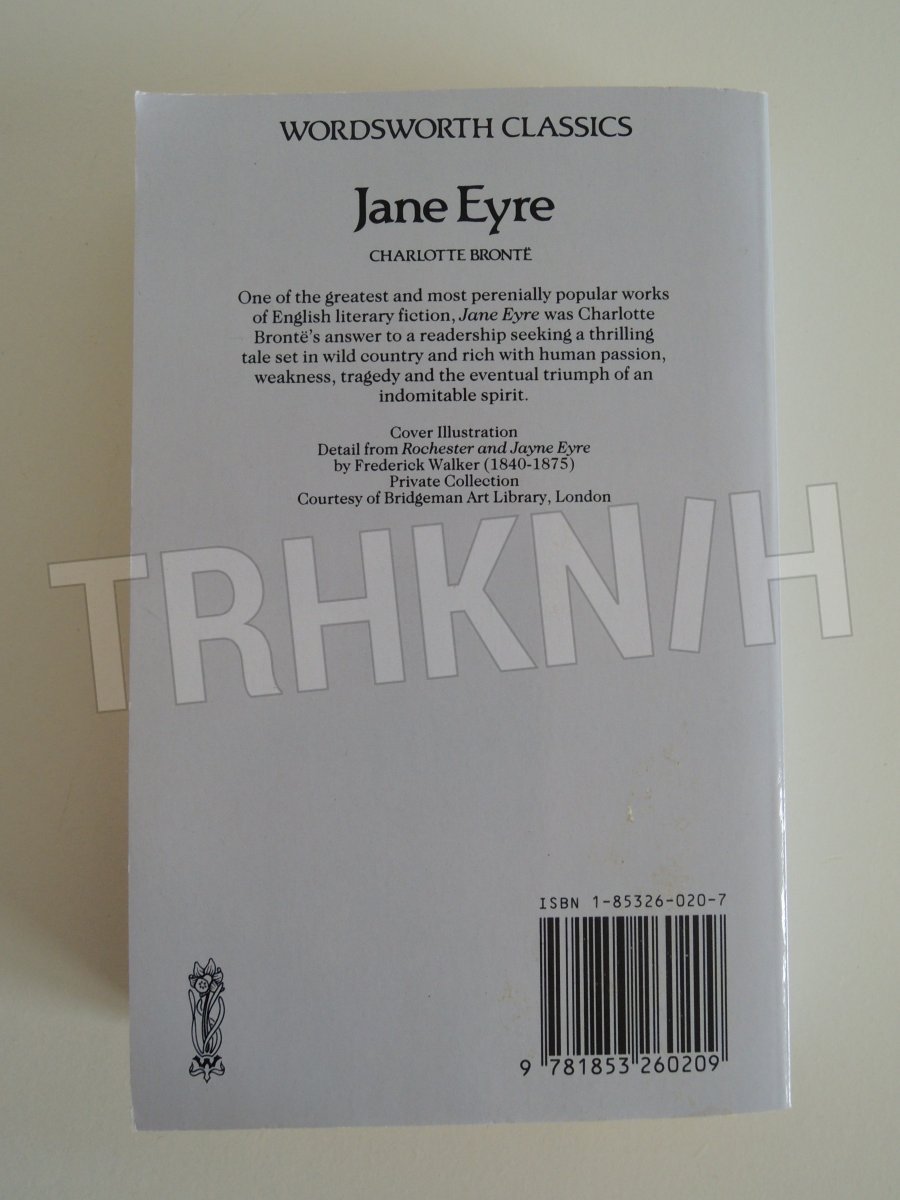 WORDSWORTH CLASSICS
Jane Eyre
CHARLOTTE BRONTË
One of the greatest and most perenially popular works
of English literary fiction, Jane Eyre was Charlotte
Brontë's answer to a readership seeking a thrilling
tale set in wild country and rich with human passion,
weakness, tragedy and the eventual triumph of an
indomitable spirit.
Cover Illustration
Detail from Rochester and Jayne Eyre
by Frederick Walker (1840-1875)
Private Collection
Courtesy of Bridgeman Art Library, London
TRHKN/H
ISBN 1-85326-020-7
9 781853 260209
W